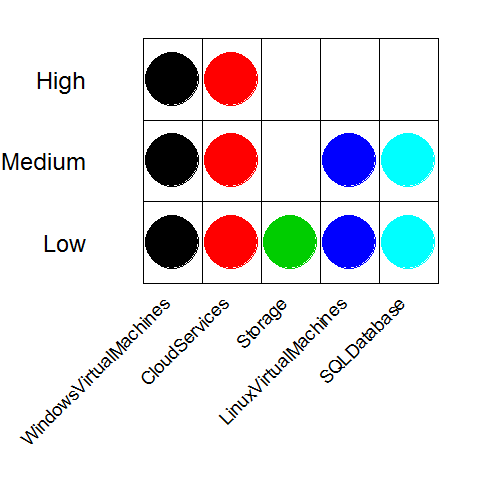 High
Medium
Low
WindowsVirtualMachines
CloudServices
Storage
LinuxVirtualMachines
SQLDatabase